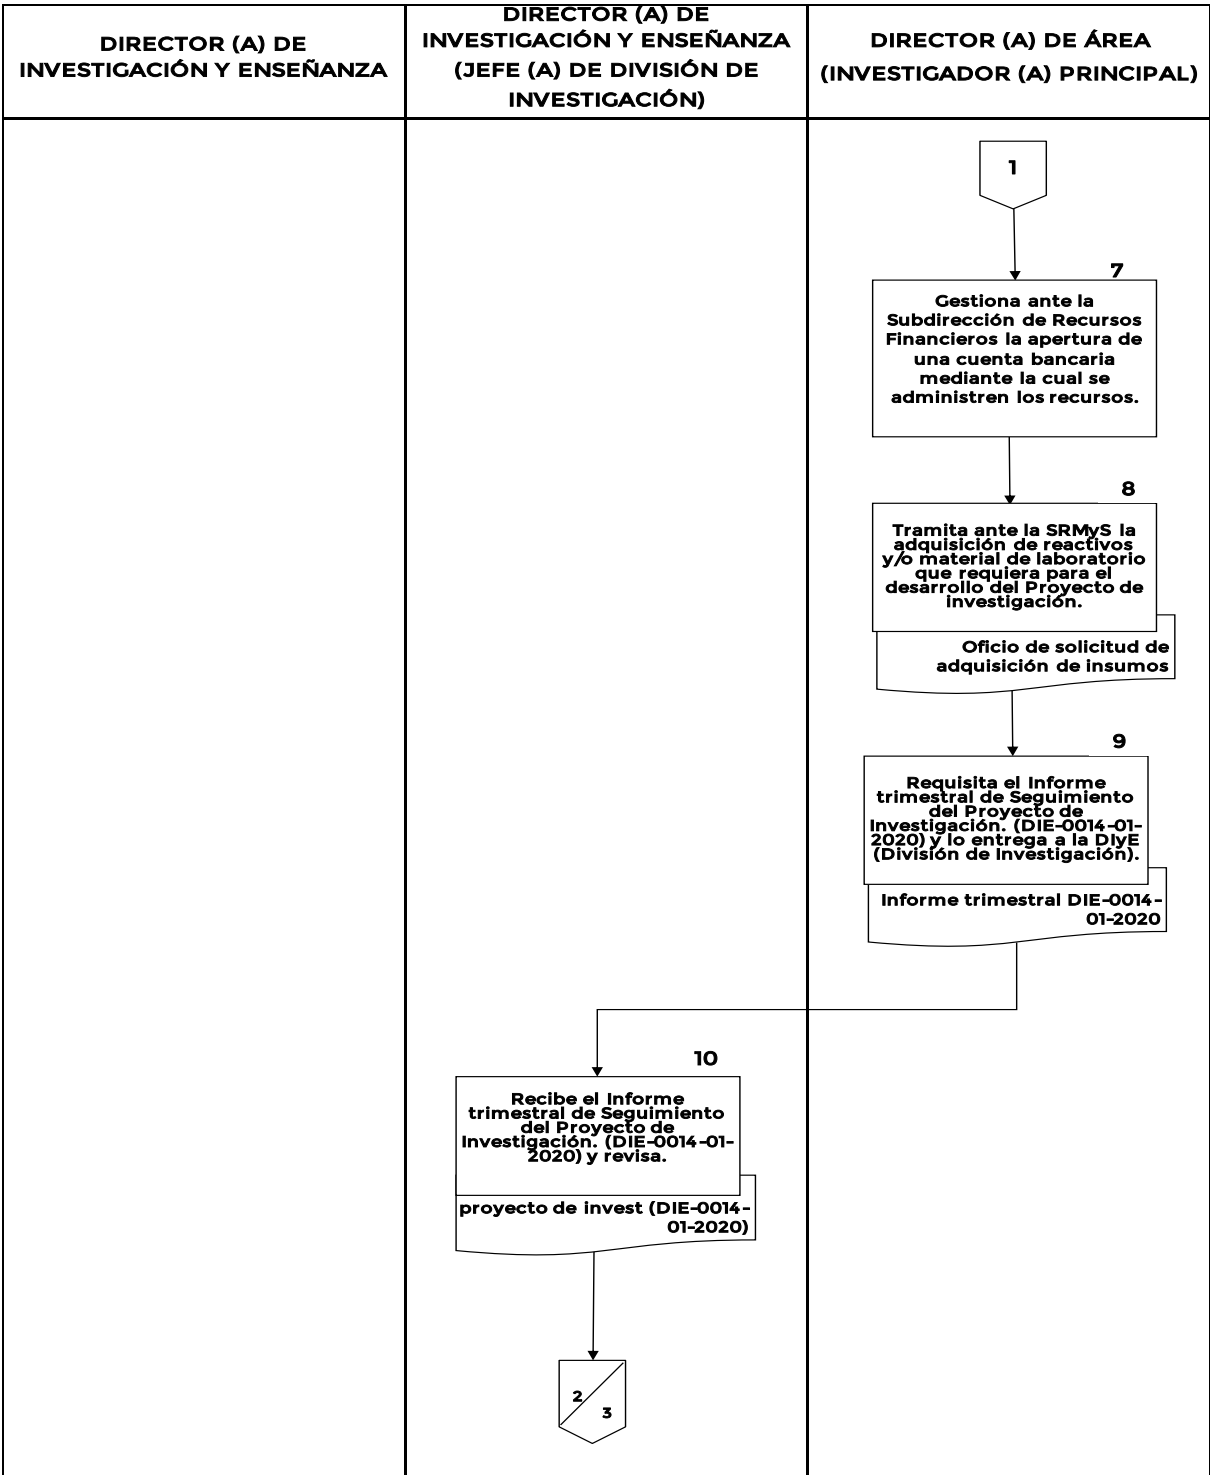 DIRECTOR (A) DE
INVESTIGACIÓN Y ENSEÑANZA
DIRECTOR (A) DE
INVESTIGACIÓN Y ENSEÑANZA
(JEFE (A) DE DIVISIÓN DE
INVESTIGACIÓN)
DIRECTOR (A) DE ÁREA
(INVESTIGADOR (A) PRINCIPAL)
1
7
Gestiona ante la
Subdirección de Recursos
Financieros la apertura de
una cuenta bancaria
mediante la cual se
administren los recursos.
8
Tramita ante la SRMyS la
adquisición de reactivos
y/o material de laboratorio
que requiera para el
desarrollo del Proyecto de
investigación.
Oficio de solicitud de
adquisición de insumos
9
Requisita el Informe
trimestral de Seguimiento
del Proyecto de
Investigación. (DIE-0014-01-
2020) y lo entrega a la DIyE
(División de Investigación).
Informe trimestral DIE-0014-
01-2020
10
Recibe el Informe
trimestral de Seguimiento
del Proyecto de
Investigación. (DIE-0014-01-
2020) y revisa.
proyecto de invest (DIE-0014-
01-2020)
2
3